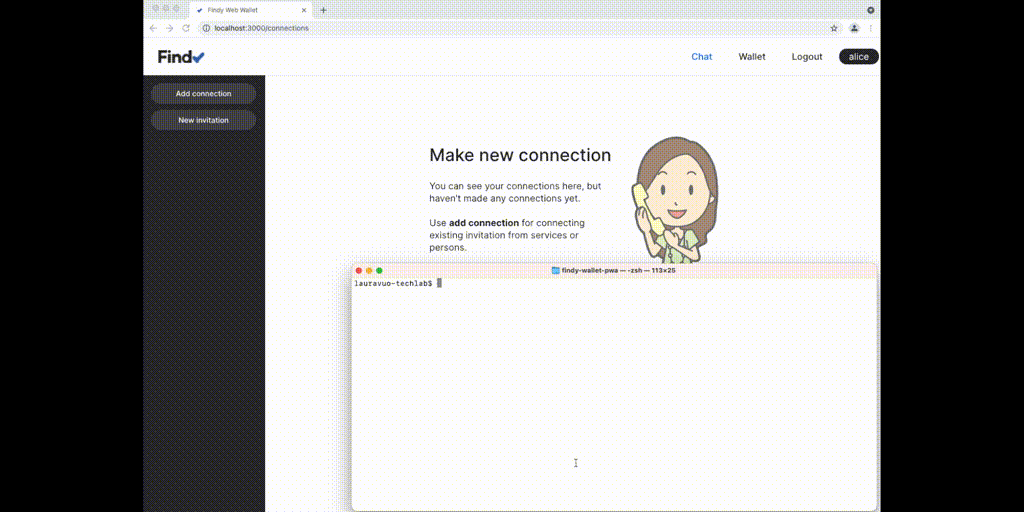 Findy Web Wallet
localhost:3000/connections
Findy
Chat
Wallet
Logout
alice
Add connection
New invitation
Make new connection
You can see your connections here, but
haven't made any connections yet.
Use add connection for connecting
existing invitation from services or
persons.
findy-wallet-pwa — -zsh — 113×25
lauravuo-techlab$